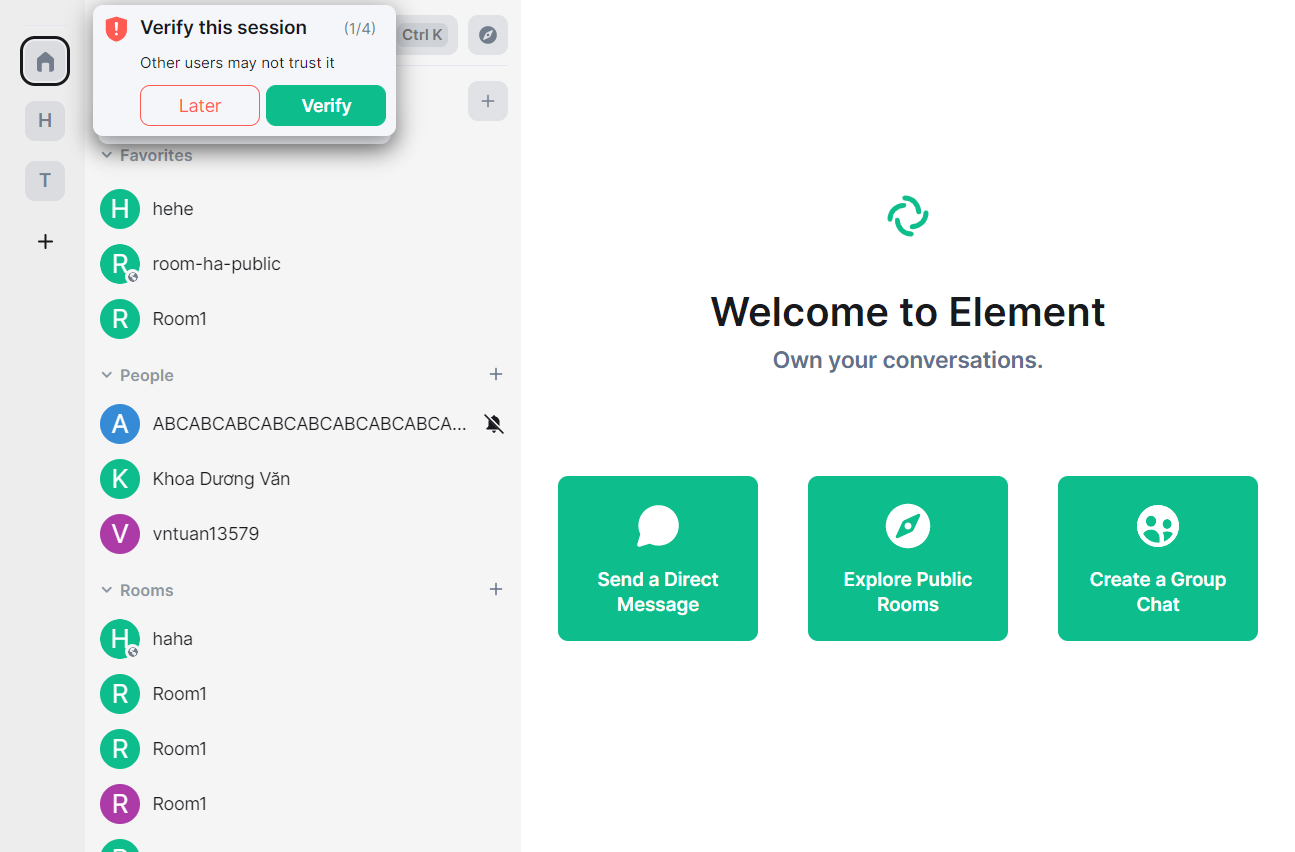 Verify this session (1/4)
Other users may not trust it
Later Verify
Ctrl K
H
T
Favorites
H hehe
R room-ha-public
R Room1
People
A ABCABCABCABCABCABCABCABCA...
K Khoa Dương Văn
V vntuan13579
Rooms
H haha
R Room1
R Room1
R Room1
Welcome to Element
Own your conversations.
Send a Direct
Message
Explore Public
Rooms
Create a Group
Chat